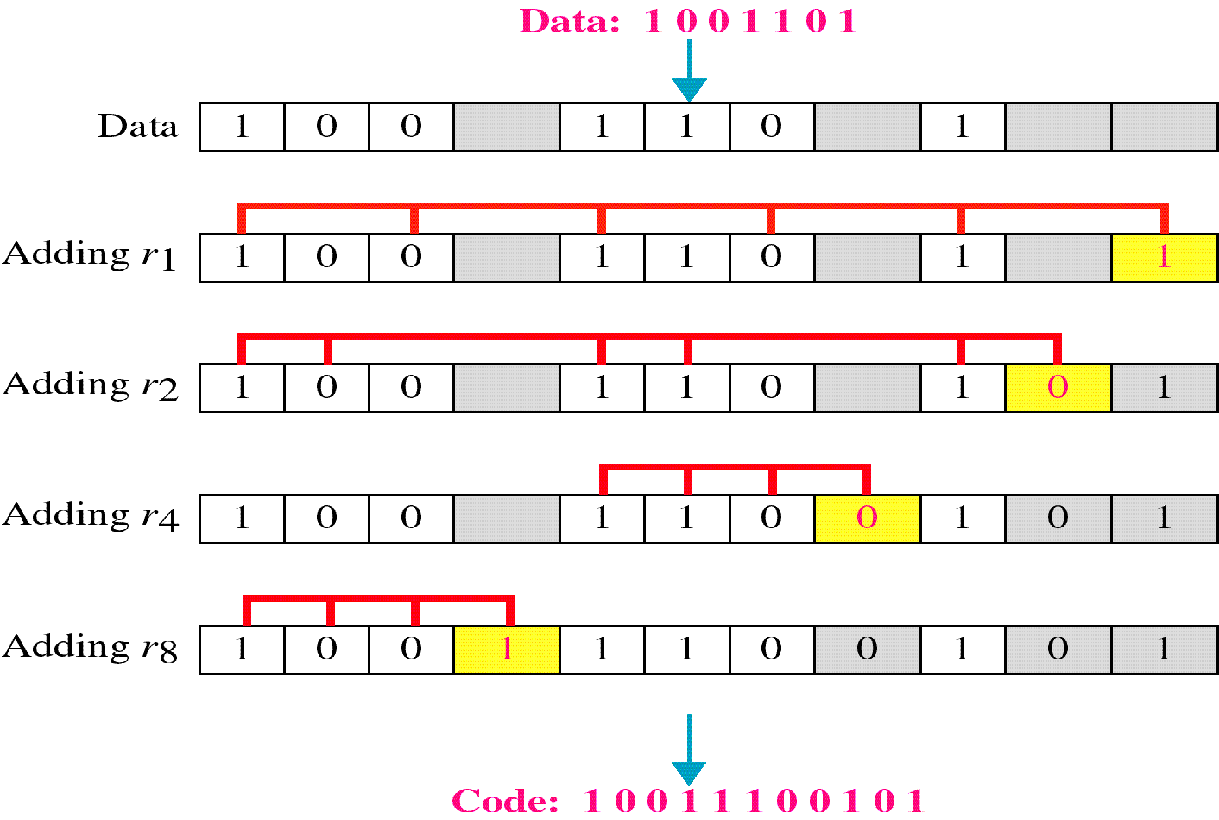 Data: 1 0 0 1 1 0 1
Data 1 0 0 1 1 0 1
Adding r1 1 0 0 1 1 0 1 1
Adding r2 1 0 0 1 1 0 1 0 1
Adding r4 1 0 0 1 1 0 0 1 0 1
Adding r8 1 0 0 1 1 1 0 0 1 0 1
Code: 1 0 0 1 1 1 0 0 1 0 1